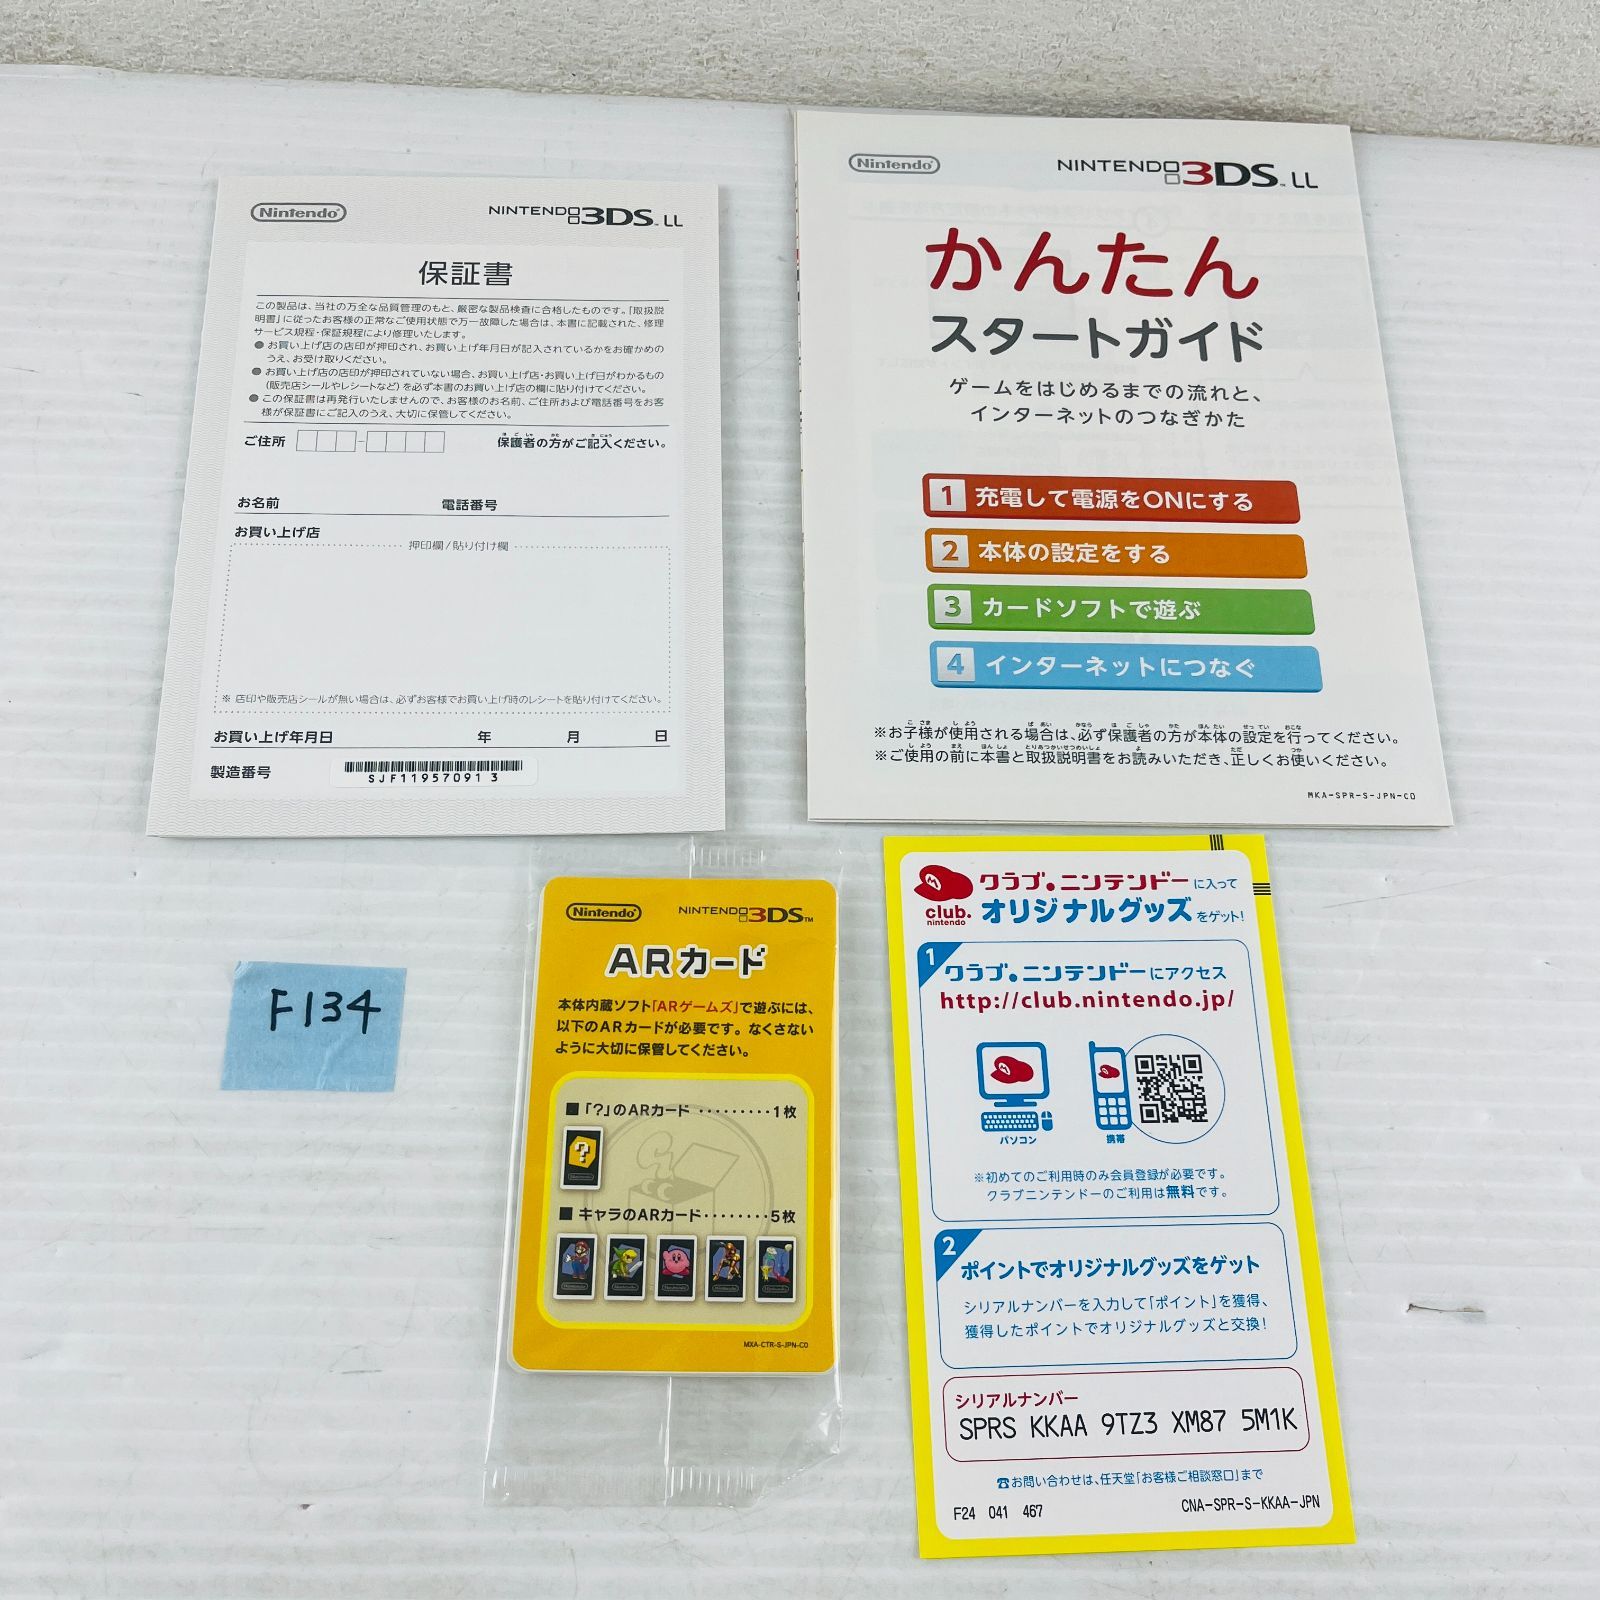 Nintendo
NINTENDO3DS LL
保証書
この製品は、当社の万全な品質管理のもと、厳密な製品検査に合格したものです。「取扱説
明書」に従ったお客様の正常なご使用状態で万一故障した場合は、本書に記載された、修理
サービス規程・保証規程により修理いたします。
● お買い上げ店の店印が押印され、お買い上げ年月日が記入されているかをお確かめの
うえ、お受け取りください。
● お買い上げ店の店印が押印されていない場合、お買い上げ店・お買い上げ日がわかるもの
(販売店シールやレシートなど)を必ず本書のお買い上げ店の欄に貼り付けてください。
● この保証書は再発行いたしませんので、お客様のお名前、ご住所および電話番号をお客
様が保証書にご記入のうえ、大切に保管してください。
ご住所 保護者の方がご記入ください。
お名前 電話番号
お買い上げ店
押印欄/貼り付け欄
※ 店印や販売店シールが無い場合は、必ずお客様でお買い上げ時のレシートを貼り付けてください。
お買い上げ年月日 年 月 日
製造番号
SJF11957091 3
Nintendo
NINTENDO3DS LL
かんたん
スタートガイド
ゲームをはじめるまでの流れと、
インターネットのつなぎかた
1 充電して電源をONにする
2 本体の設定をする
3 カードソフトで遊ぶ
4 インターネットにつなぐ
※お子様が使用される場合は、必ず保護者の方が本体の設定を行ってください。
※ご使用の前に本書と取扱説明書をお読みいただき、正しくお使いください。
MKA-SPR-S-JPN-C0
F134
Nintendo
NINTENDO3DS™
ARカード
本体内蔵ソフト「ARゲームズ」で遊ぶには、
以下のARカードが必要です。なくさない
ように大切に保管してください。
■「?」のARカード ·········1枚
■ キャラのARカード········5枚
MXA-CTR-S-JPN-C0
クラブ。ニンテンドーに入って
club.
nintendo
オリジナルグッズをゲット!
1
クラブ。ニンテンドーにアクセス
http://club.nintendo.jp/
パソコン
携帯
※初めてのご利用時のみ会員登録が必要です。
クラブニンテンドーのご利用は無料です。
2
ポイントでオリジナルグッズをゲット
シリアルナンバーを入力して「ポイント」を獲得、
獲得したポイントでオリジナルグッズと交換!
シリアルナンバー
SPRS KKAA 9TZ3 XM87 5M1K
☎お問い合わせは、任天堂「お客様ご相談窓口」まで
F24 041 467
CNA-SPR-S-KKAA-JPN